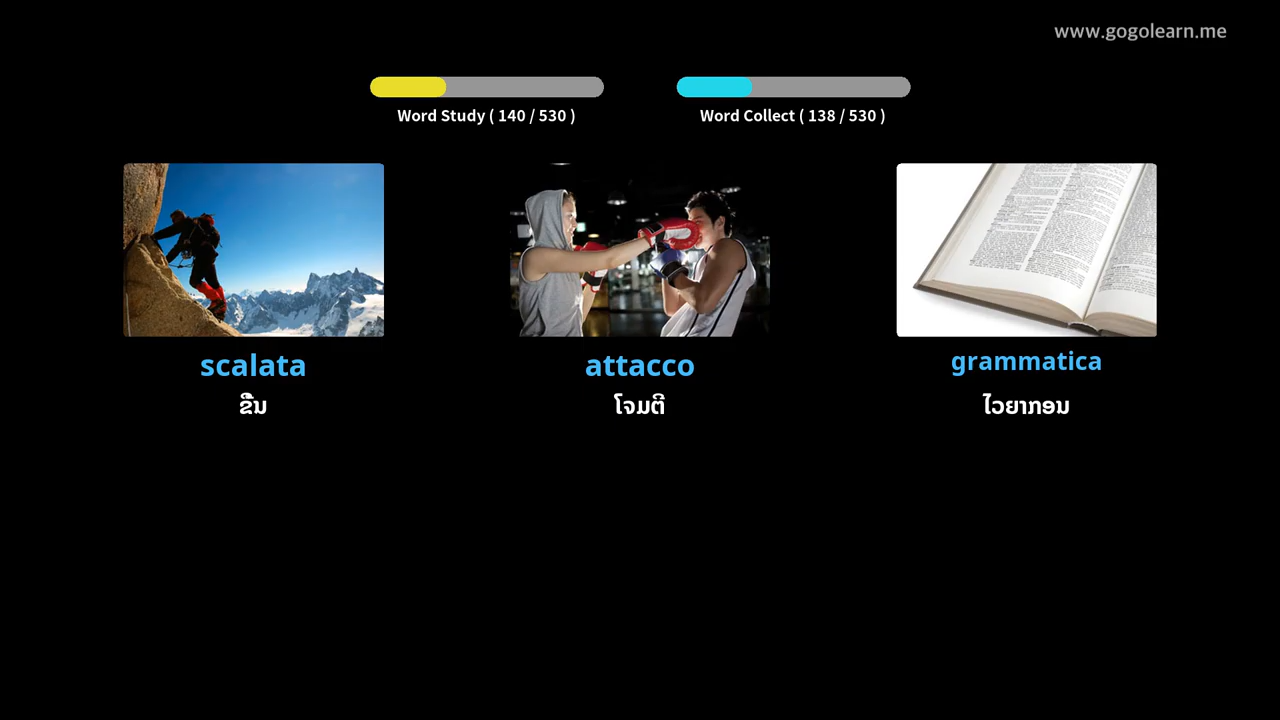 www.gogolearn.me
Word Study ( 140 / 530 )
Word Collect ( 138 / 530 )
scalata
attacco
grammatica
ຂຶ້ນ
ໂຈມຕີ
ໄວຍາກອນ